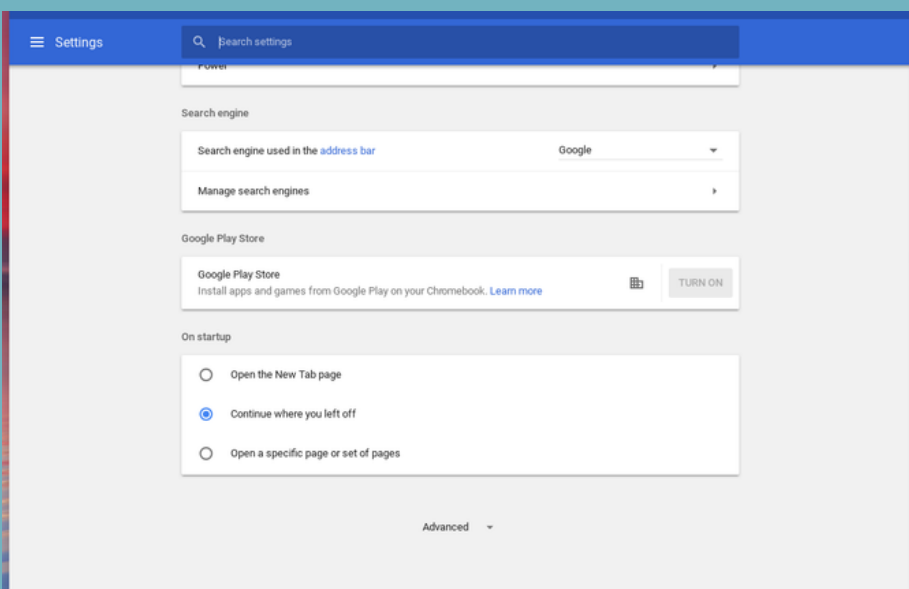 Settings
Search settings
Power
Search engine
Search engine used in the address bar
Google
Manage search engines
Google Play Store
Google Play Store
Install apps and games from Google Play on your Chromebook. Learn more
TURN ON
On startup
Open the New Tab page
Continue where you left off
Open a specific page or set of pages
Advanced